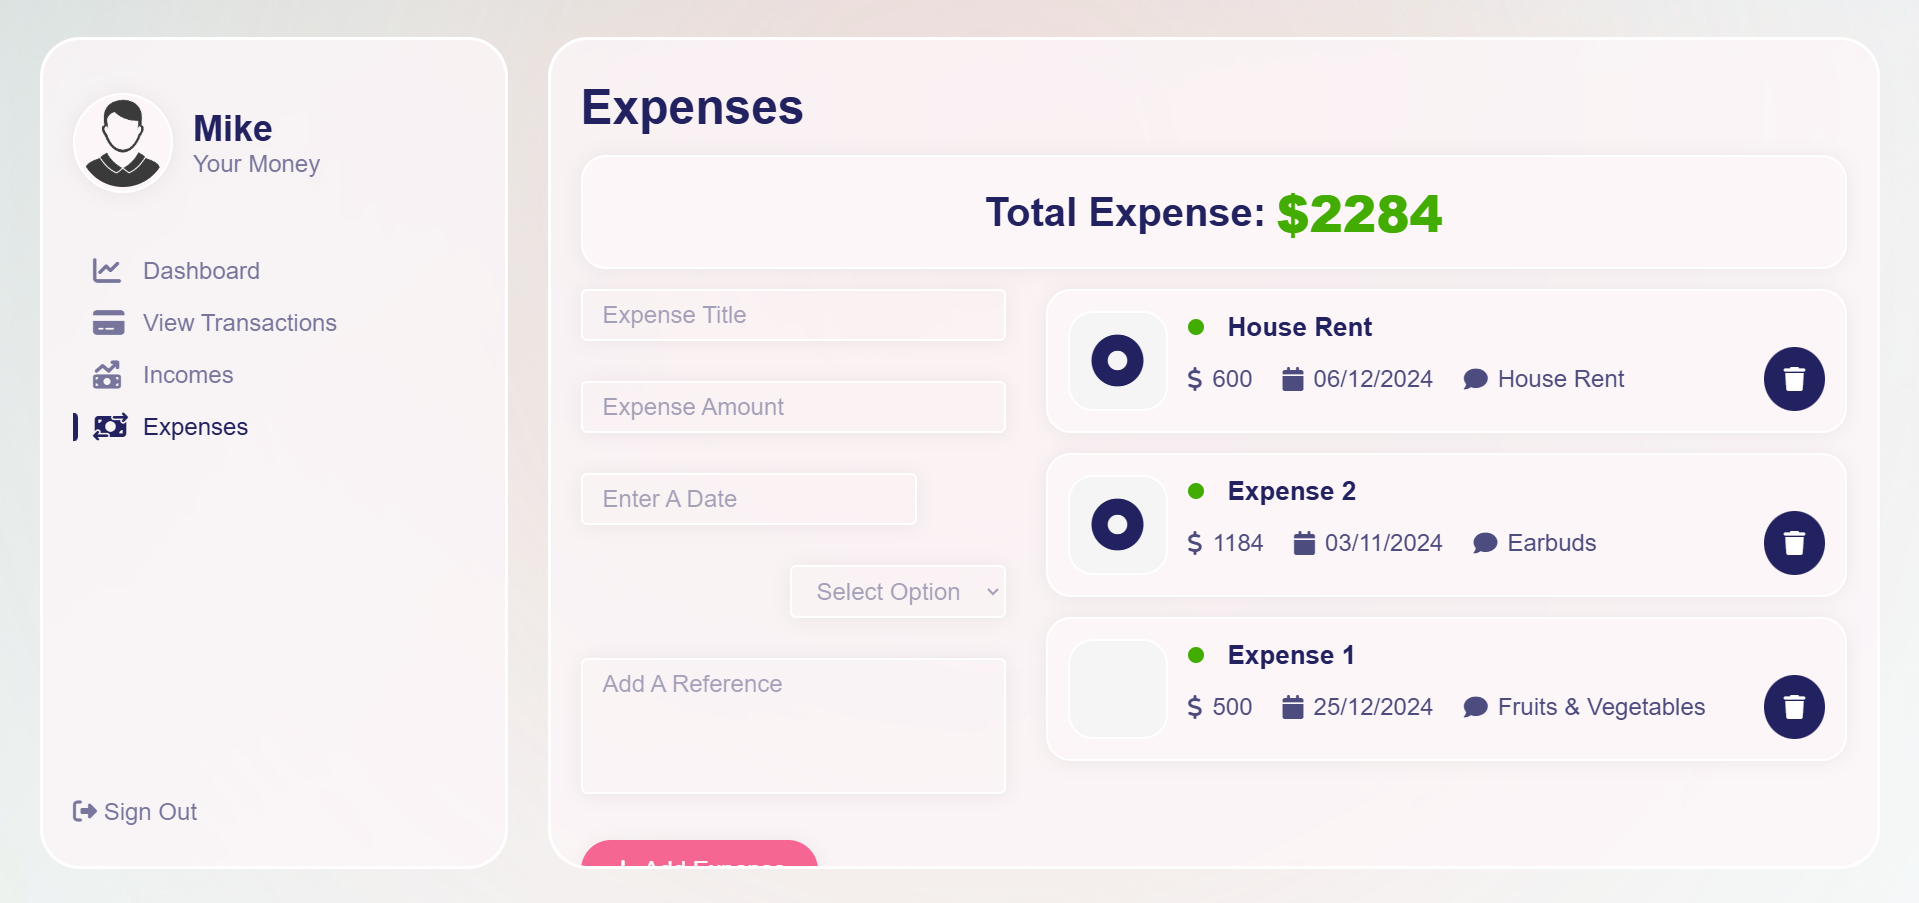 Mike
Your Money
Dashboard
View Transactions
Incomes
Expenses
Sign Out
Expenses
Total Expense: $2284
Expense Title
Expense Amount
Enter A Date
Select Option
Add A Reference
Add Expense
House Rent
$ 600 06/12/2024 House Rent
Expense 2
$ 1184 03/11/2024 Earbuds
Expense 1
$ 500 25/12/2024 Fruits & Vegetables